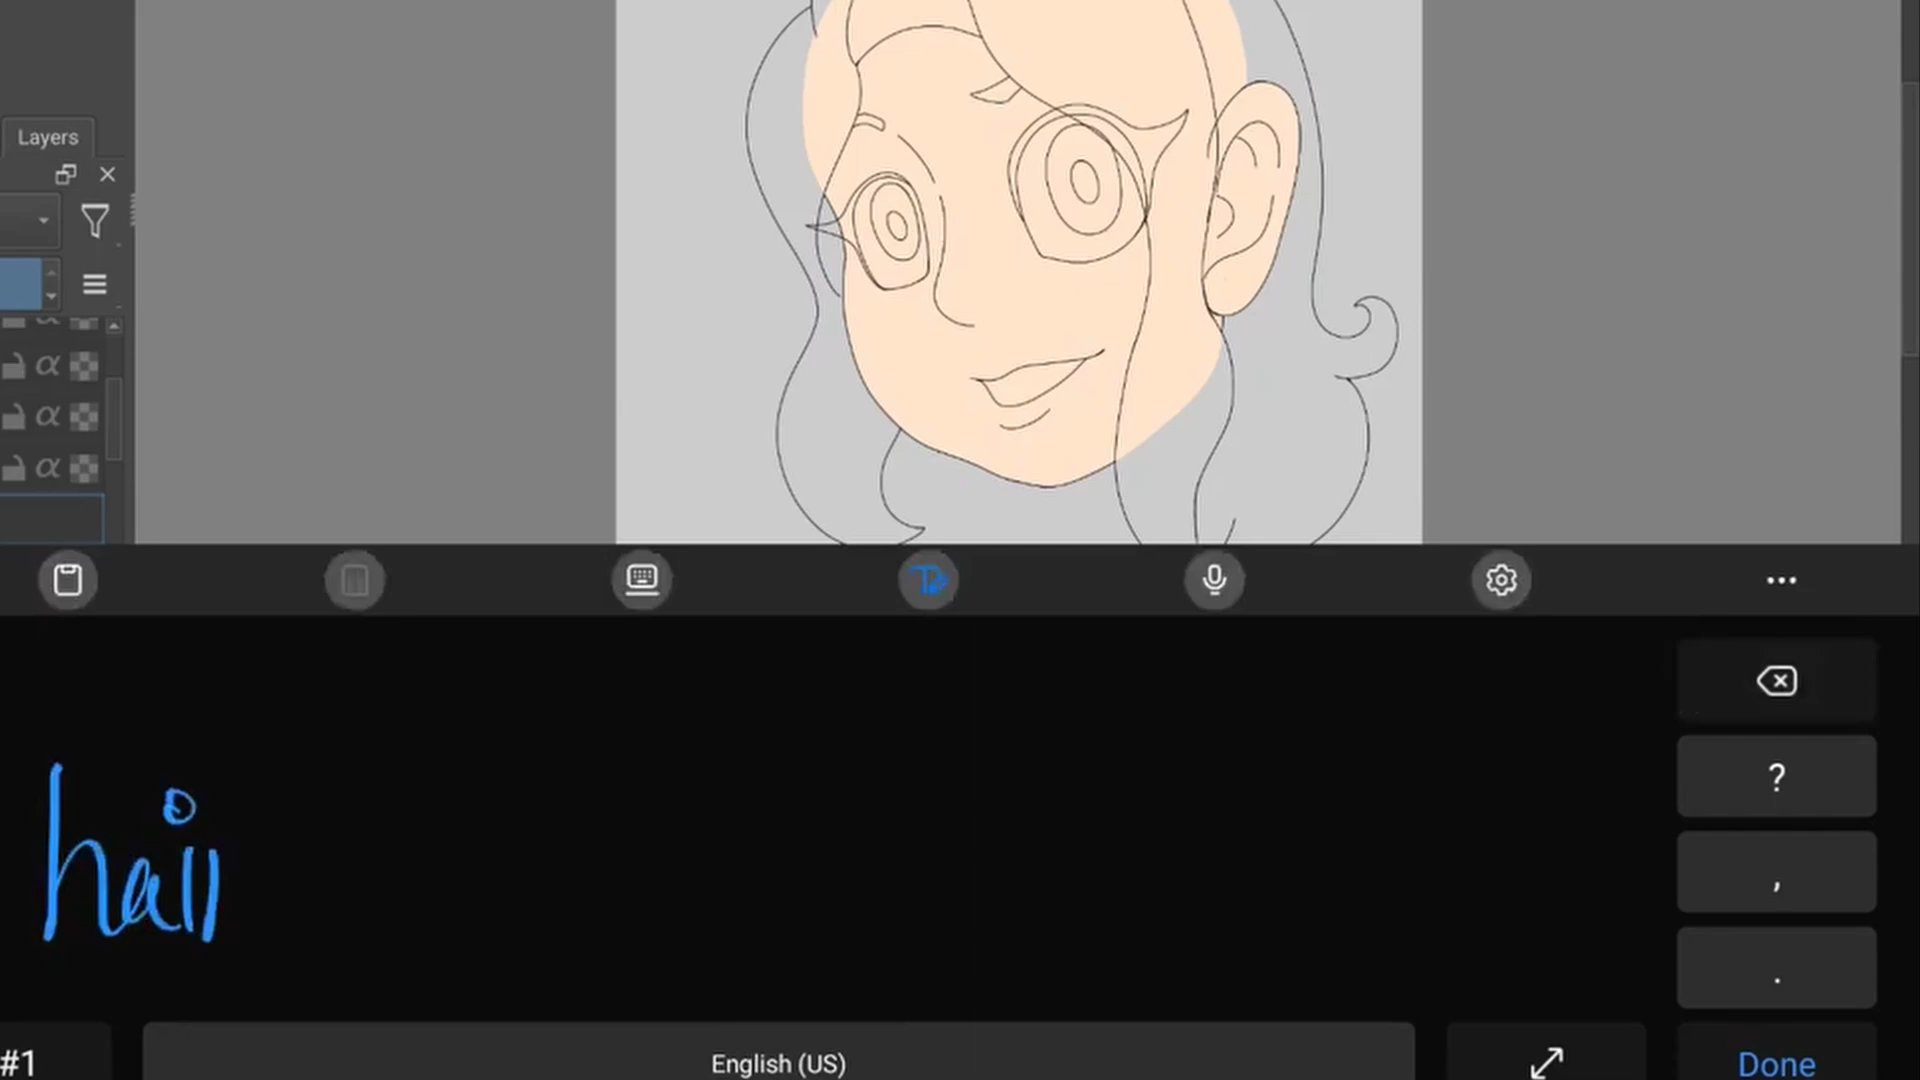 Layers
α
α
α
hail
?
,
.
#1
English (US)
Done